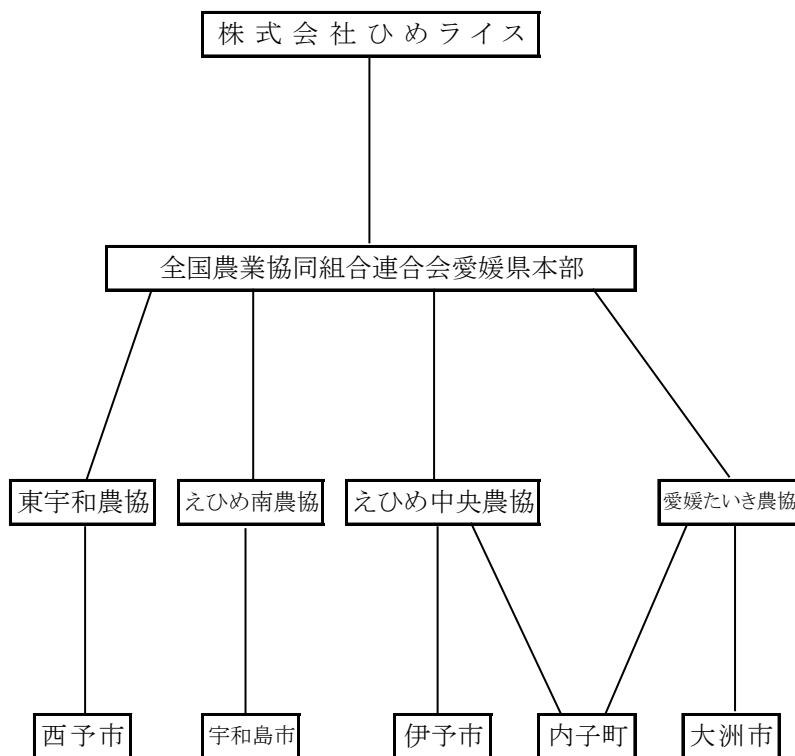 株式会社ひめライス
全国農業協同組合連合会愛媛県本部
東宇和農協
えひめ南農協
えひめ中央農協
愛媛たいき農協
西予市
宇和島市
伊予市
内子町
大洲市